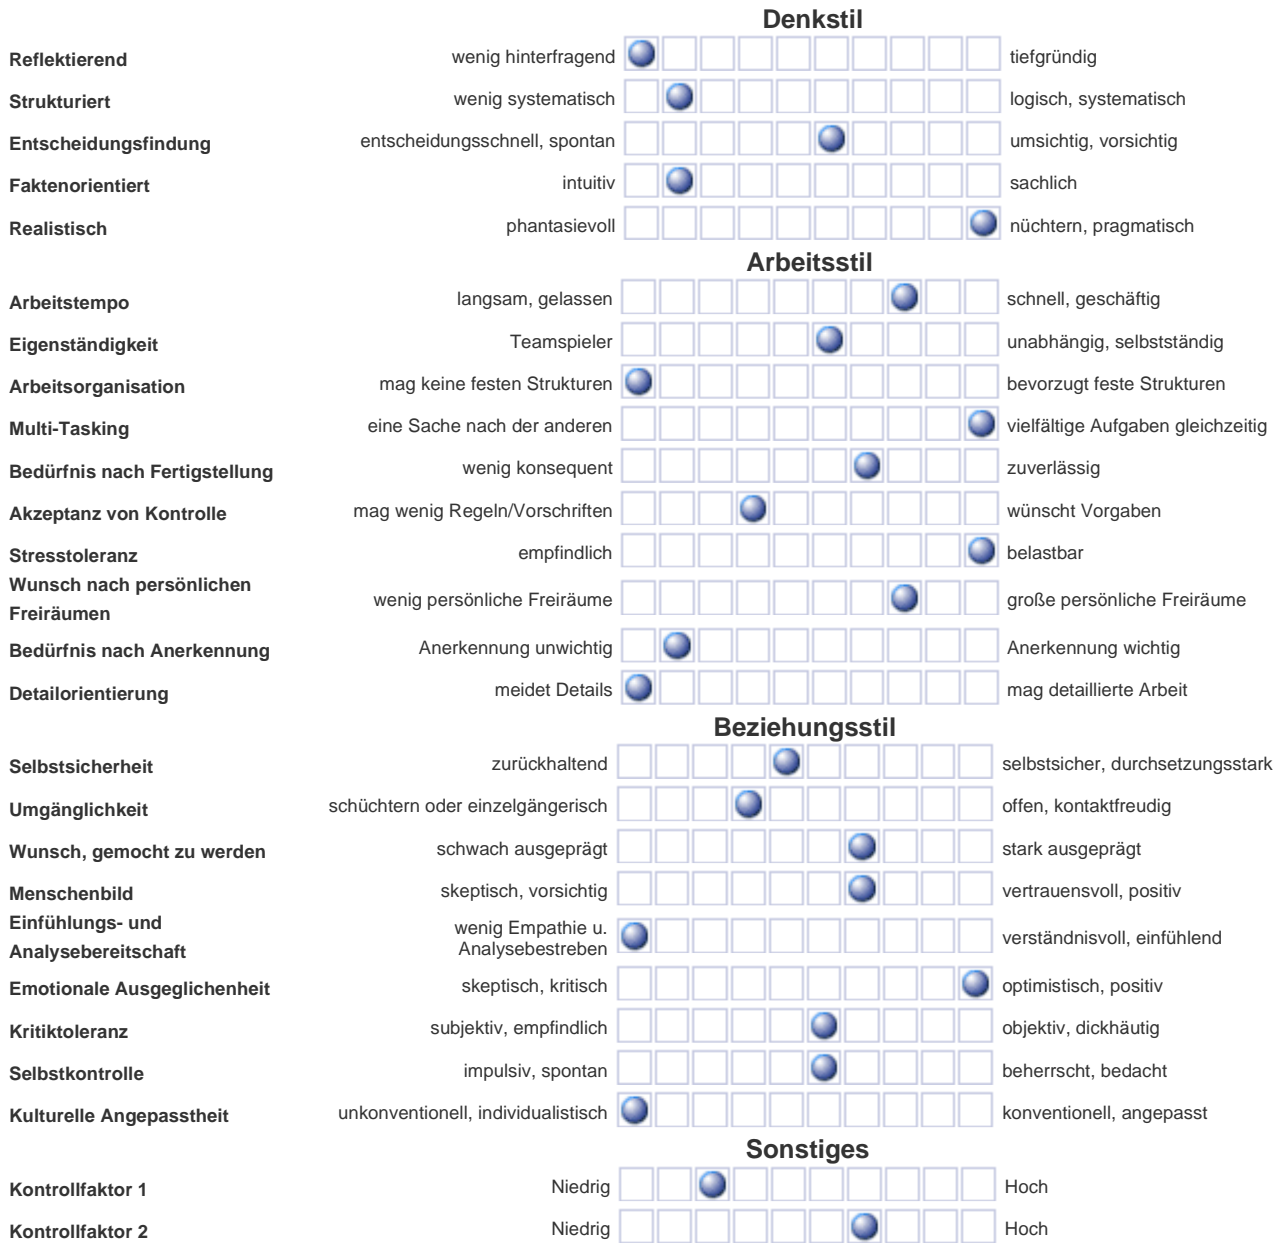 Denkstil
Reflektierend wenig hinterfragend tiefgründig
Strukturiert wenig systematisch logisch, systematisch
Entscheidungsfindung entscheidungsschnell, spontan umsichtig, vorsichtig
Faktenorientiert intuitiv sachlich
Realistisch phantasievoll nüchtern, pragmatisch
Arbeitsstil
Arbeitstempo langsam, gelassen schnell, geschäftig
Eigenständigkeit Teamspieler unabhängig, selbstständig
Arbeitsorganisation mag keine festen Strukturen bevorzugt feste Strukturen
Multi-Tasking eine Sache nach der anderen vielfältige Aufgaben gleichzeitig
Bedürfnis nach Fertigstellung wenig konsequent zuverlässig
Akzeptanz von Kontrolle mag wenig Regeln/Vorschriften wünscht Vorgaben
Stresstoleranz empfindlich belastbar
Wunsch nach persönlichen
Freiräumen wenig persönliche Freiräume große persönliche Freiräume
Bedürfnis nach Anerkennung Anerkennung unwichtig Anerkennung wichtig
Detailorientierung meidet Details mag detaillierte Arbeit
Beziehungsstil
Selbstsicherheit zurückhaltend selbstsicher, durchsetzungsstark
Umgänglichkeit schüchtern oder einzelgängerisch offen, kontaktfreudig
Wunsch, gemocht zu werden schwach ausgeprägt stark ausgeprägt
Menschenbild skeptisch, vorsichtig vertrauensvoll, positiv
Einfühlungs- und wenig Empathie u.
Analysebereitschaft Analysebestreben verständnisvoll, einfühlend
Emotionale Ausgeglichenheit skeptisch, kritisch optimistisch, positiv
Kritiktoleranz subjektiv, empfindlich objektiv, dickhäutig
Selbstkontrolle impulsiv, spontan beherrscht, bedacht
Kulturelle Angepasstheit unkonventionell, individualistisch konventionell, angepasst
Sonstiges
Kontrollfaktor 1 Niedrig Hoch
Kontrollfaktor 2 Niedrig Hoch